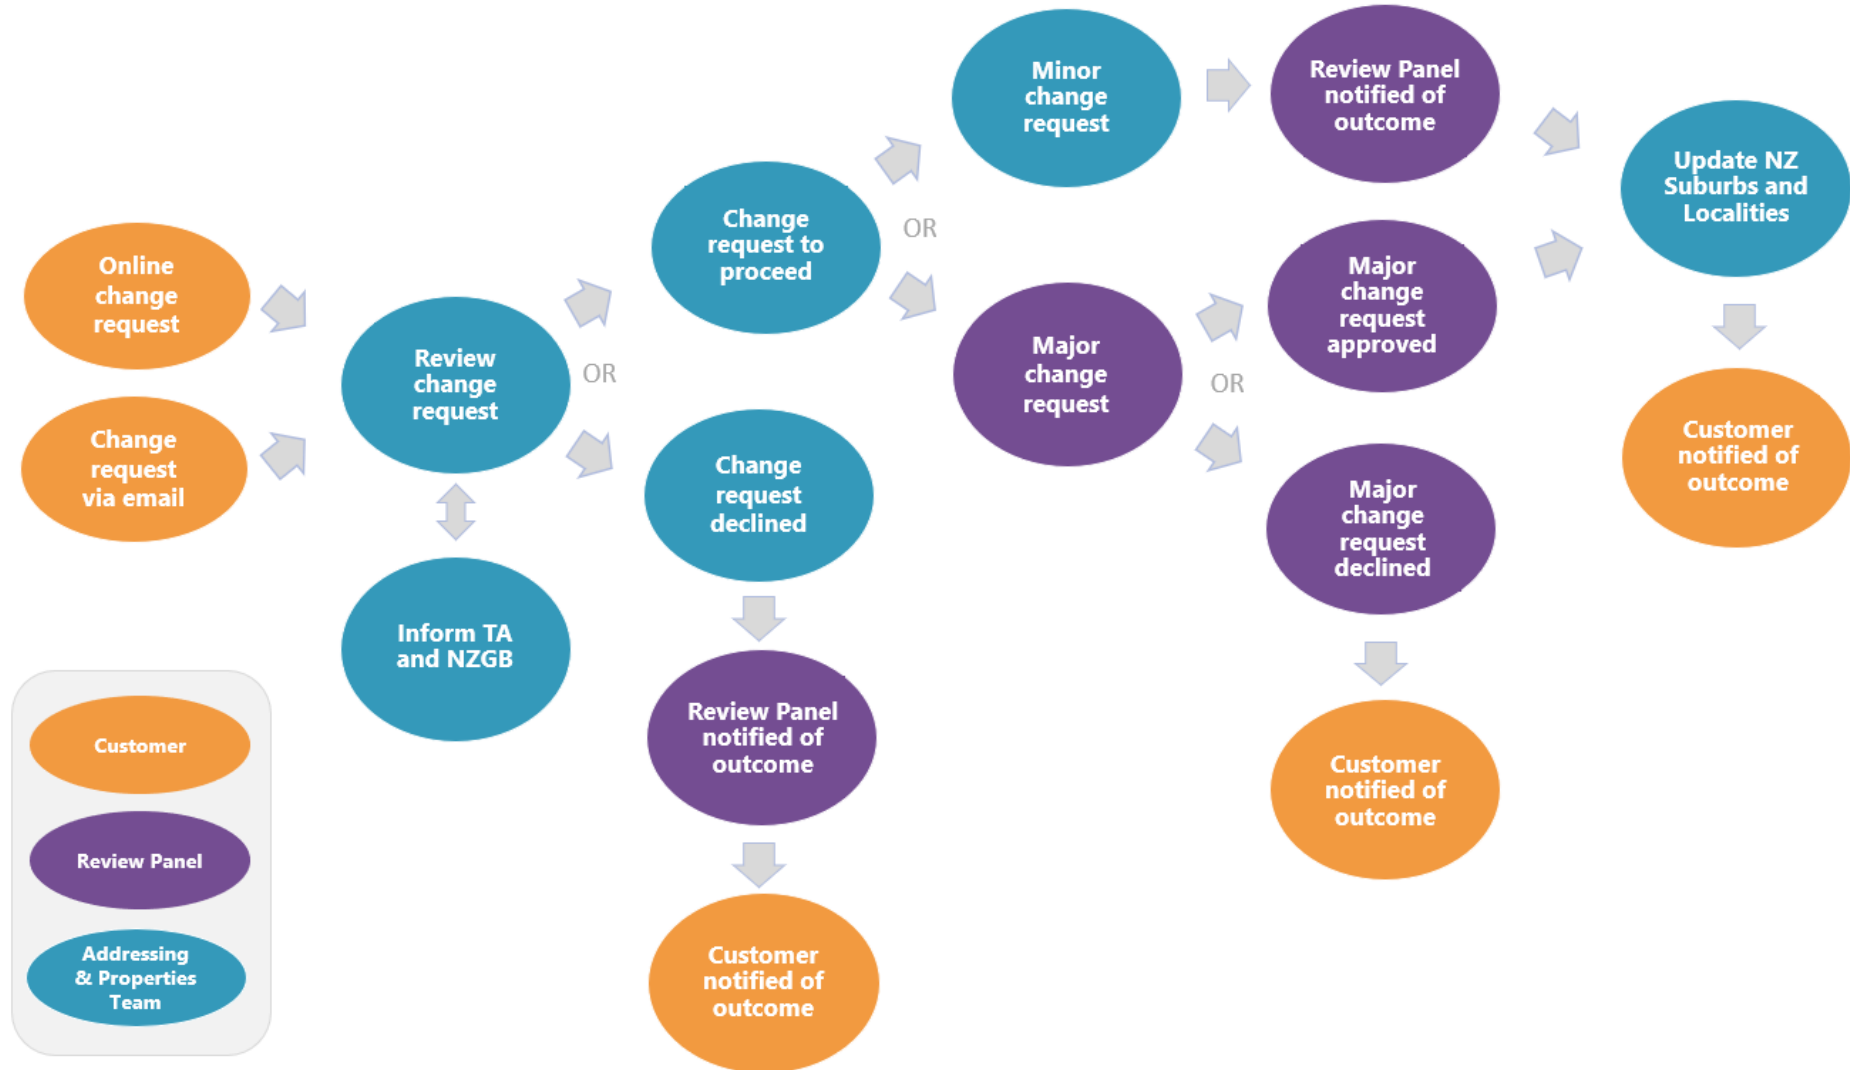 Online
change
request
Change
request
via email
Review
change
request
Inform TA
and NZGB
OR
Change
request to
proceed
Change
request
declined
Review Panel
notified of
outcome
Customer
notified of
outcome
OR
Minor
change
request
Major
change
request
OR
Review Panel
notified of
outcome
Major
change
request
approved
Major
change
request
declined
Customer
notified of
outcome
Update NZ
Suburbs and
Localities
Customer
notified of
outcome
Customer
Review Panel
Addressing
& Properties
Team